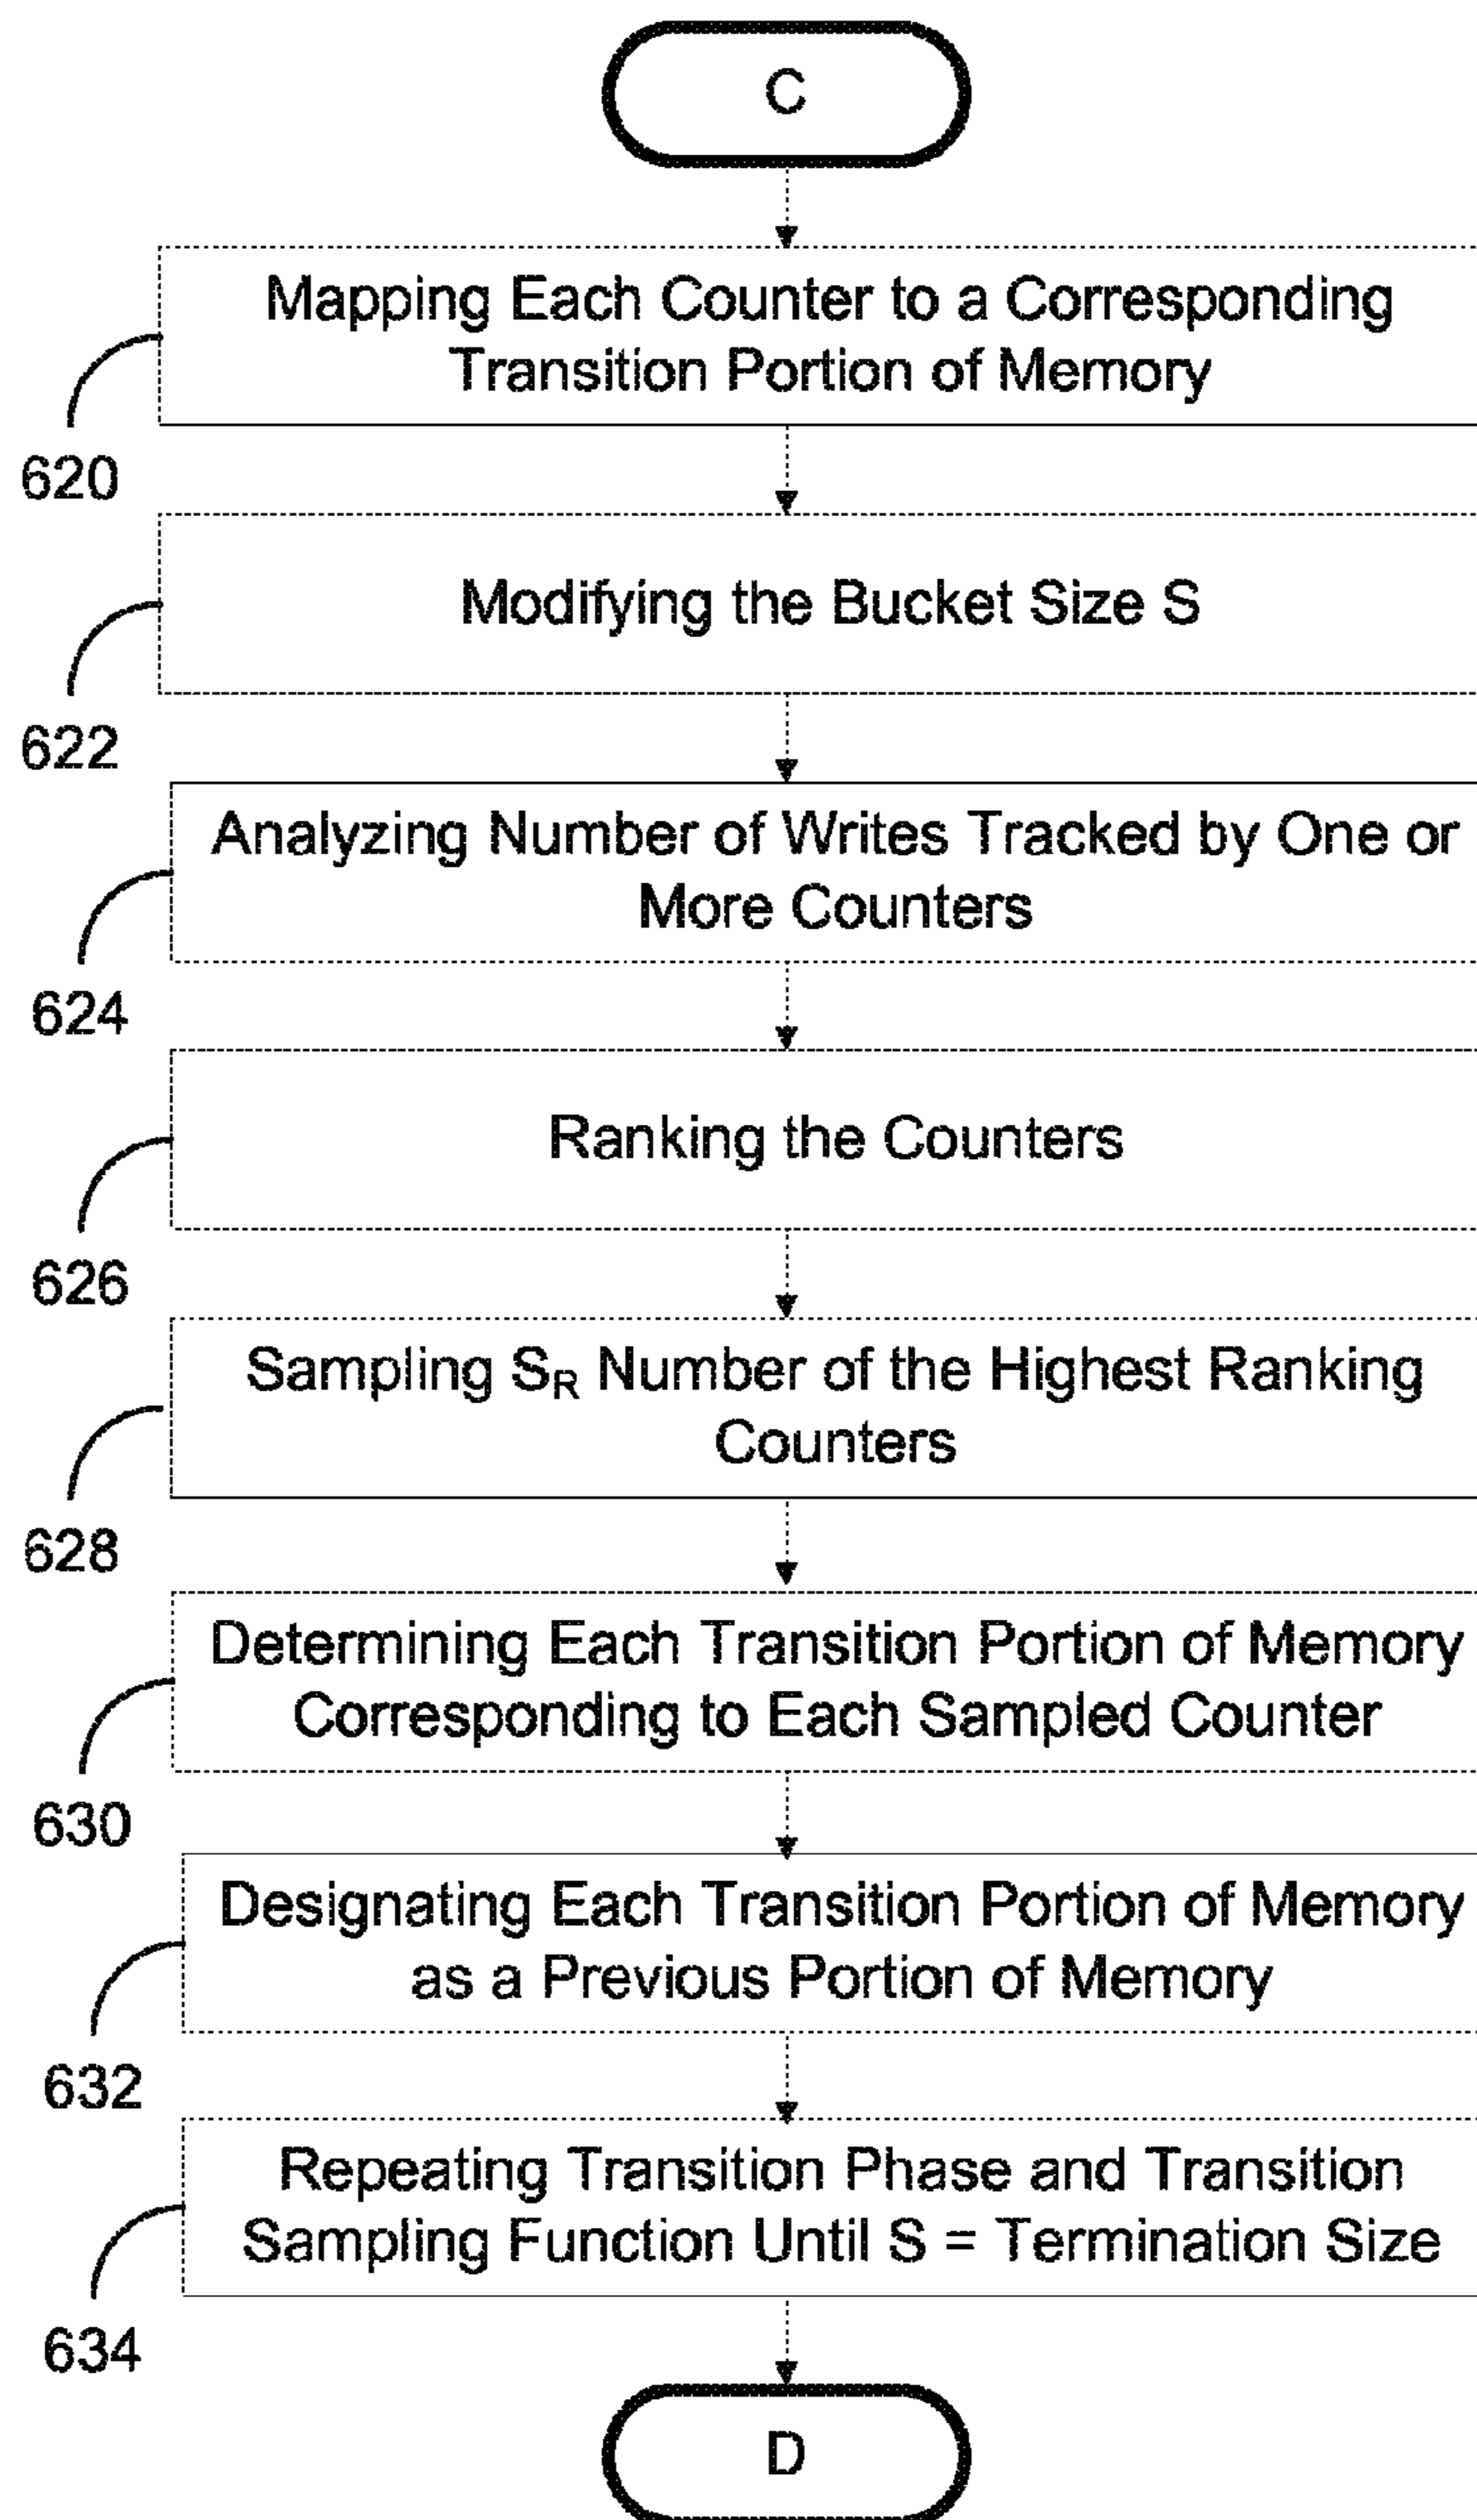 C
Mapping Each Counter to a Corresponding
Transition Portion of Memory
620
Modifying the Bucket Size S
622
Analyzing Number of Writes Tracked by One or
More Counters
624
Ranking the Counters
626
Sampling SR Number of the Highest Ranking
Counters
628
Determining Each Transition Portion of Memory
Corresponding to Each Sampled Counter
630
Designating Each Transition Portion of Memory
as a Previous Portion of Memory
632
Repeating Transition Phase and Transition
Sampling Function Until S = Termination Size
634
D